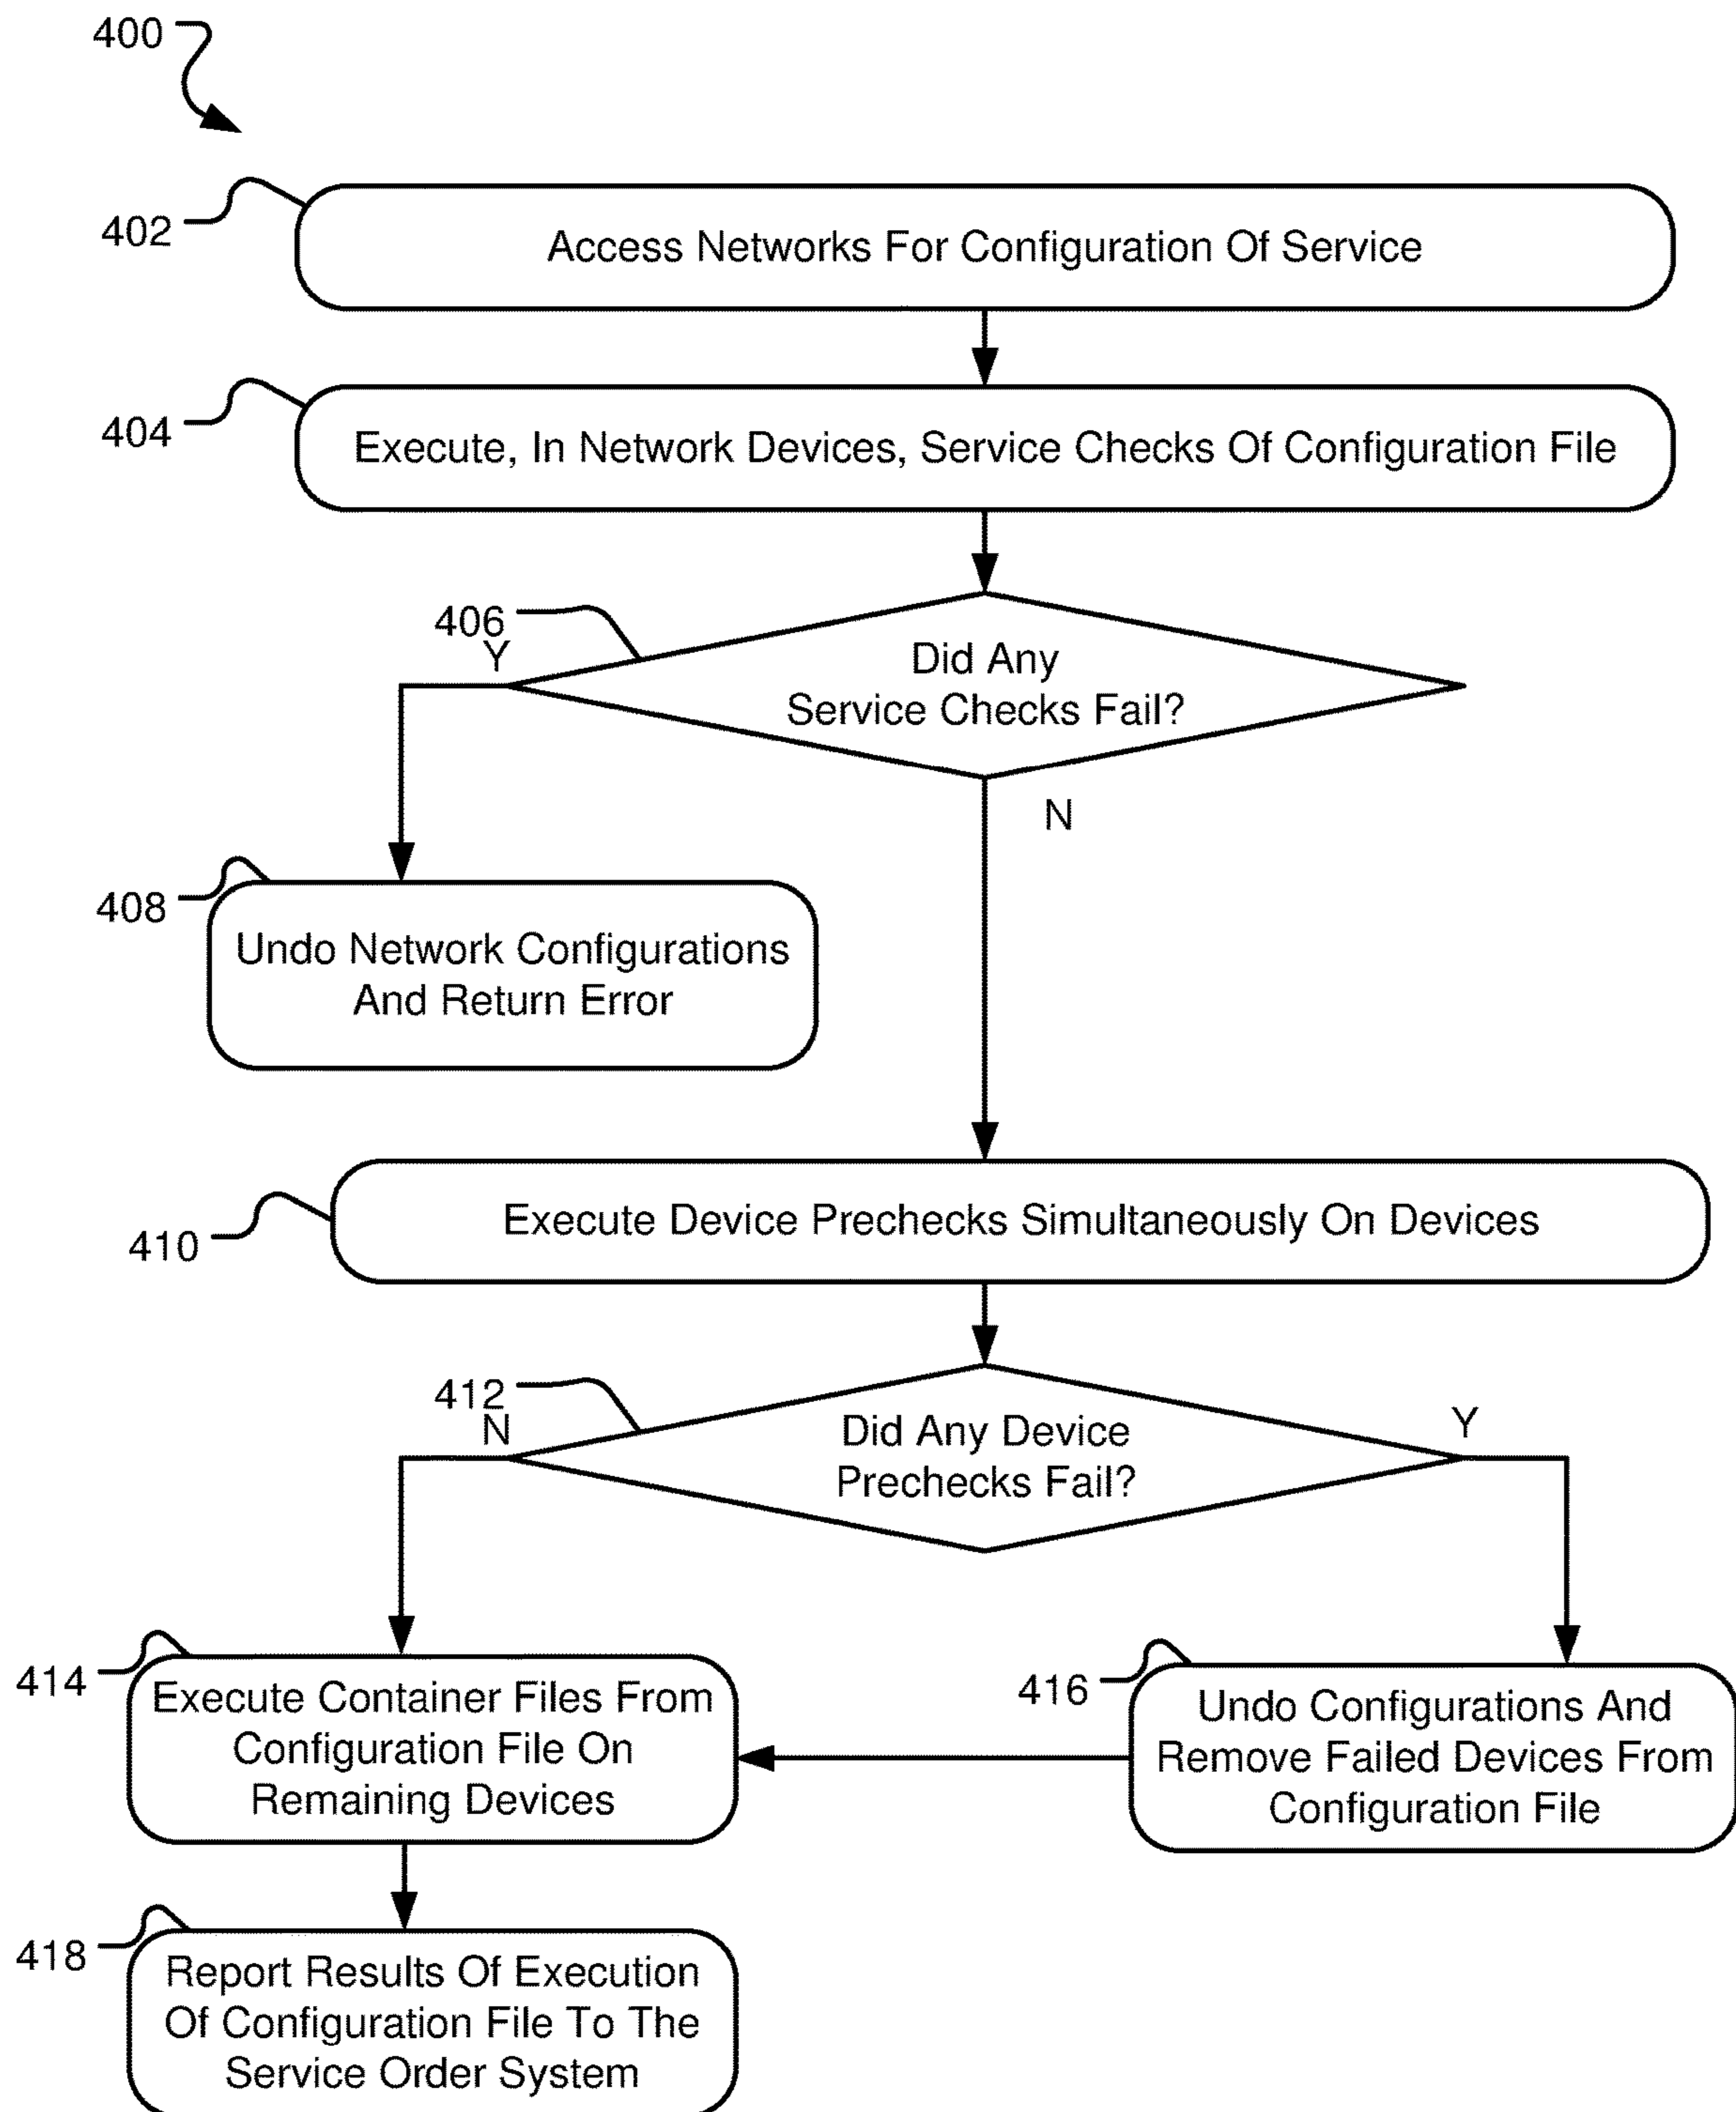 400
402
Access Networks For Configuration Of Service
404
Execute, In Network Devices, Service Checks Of Configuration File
406
Y
Did Any
Service Checks Fail?
N
408
Undo Network Configurations
And Return Error
410
Execute Device Prechecks Simultaneously On Devices
412
N
Did Any Device
Prechecks Fail?
Y
414
Execute Container Files From
Configuration File On
Remaining Devices
416
Undo Configurations And
Remove Failed Devices From
Configuration File
418
Report Results Of Execution
Of Configuration File To The
Service Order System